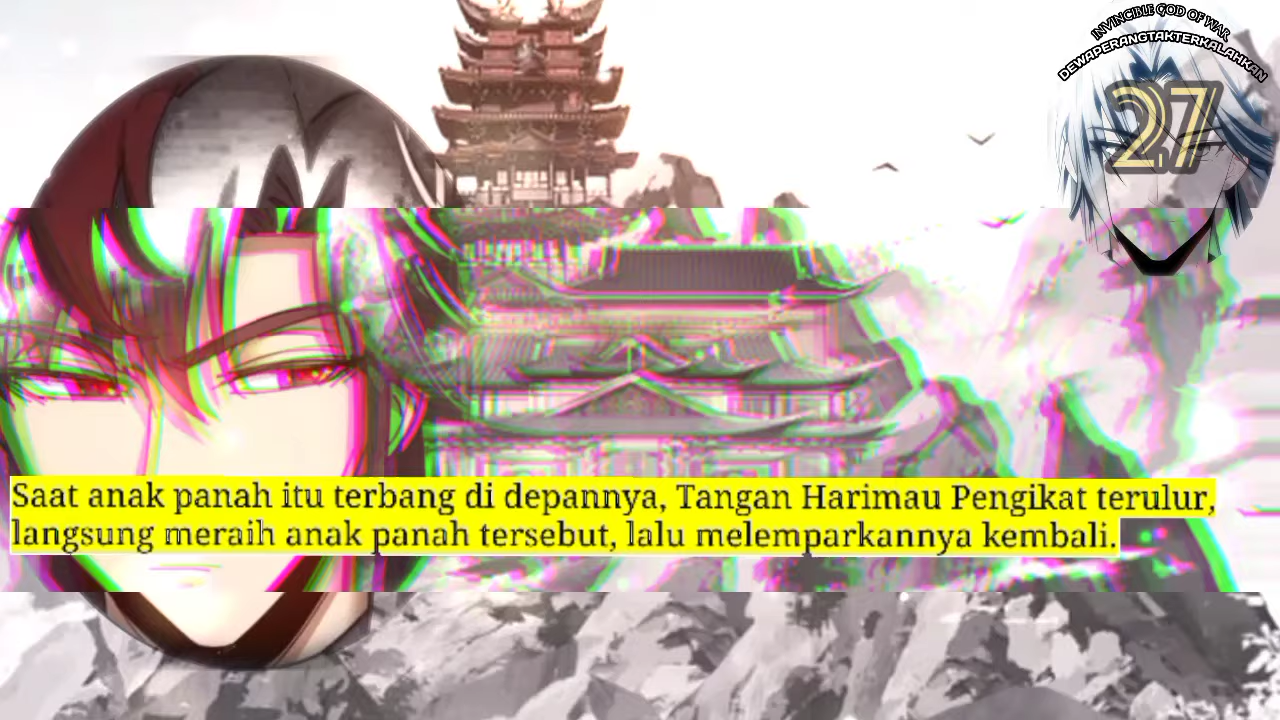 INVINCIBLE GOD OF WAR
DEWAPERANGTAKTERKALAHKAN
27
Saat anak panah itu terbang di depannya, Tangan Harimau Pengikat terulur,
langsung meraih anak panah tersebut, lalu melemparkannya kembali.